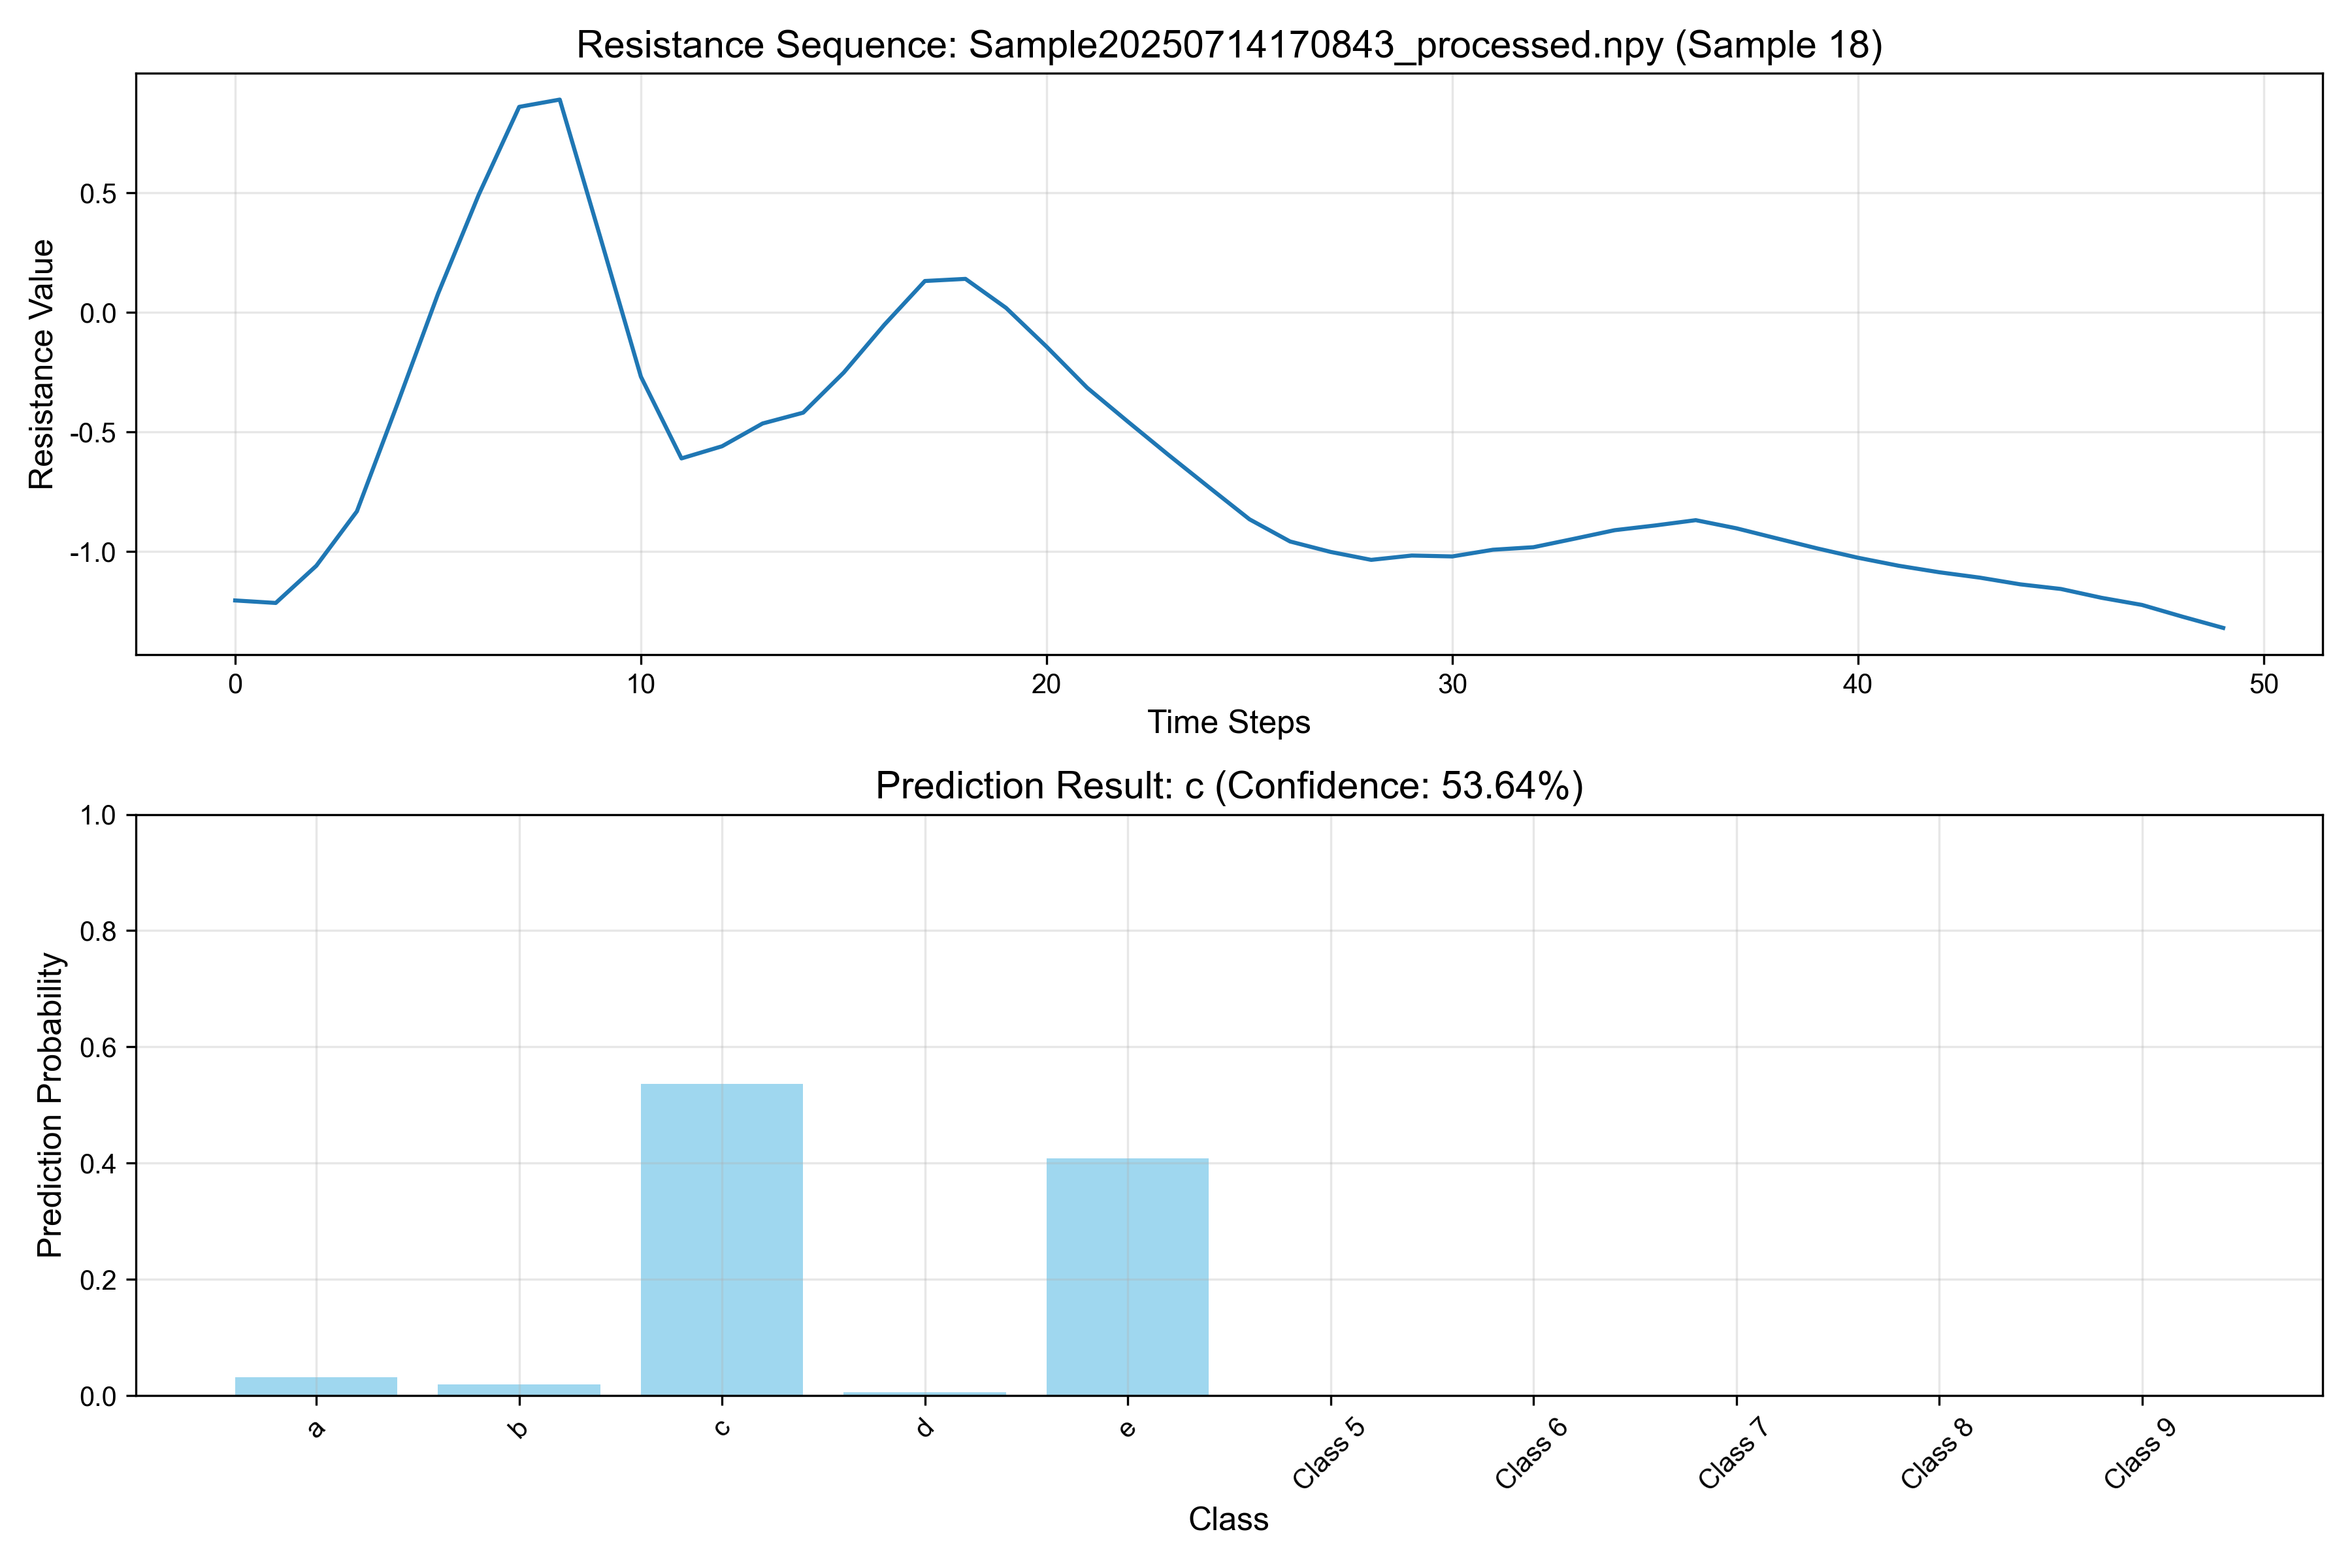 Resistance Sequence: Sample20250714170843_processed.npy (Sample 18)
Resistance Value
0.5
0.0
-0.5
-1.0
0 10 20 30 40 50
Time Steps
Prediction Result: c (Confidence: 53.64%)
Prediction Probability
1.0
0.8
0.6
0.4
0.2
0.0
a b c d e Class 5 Class 6 Class 7 Class 8 Class 9
Class